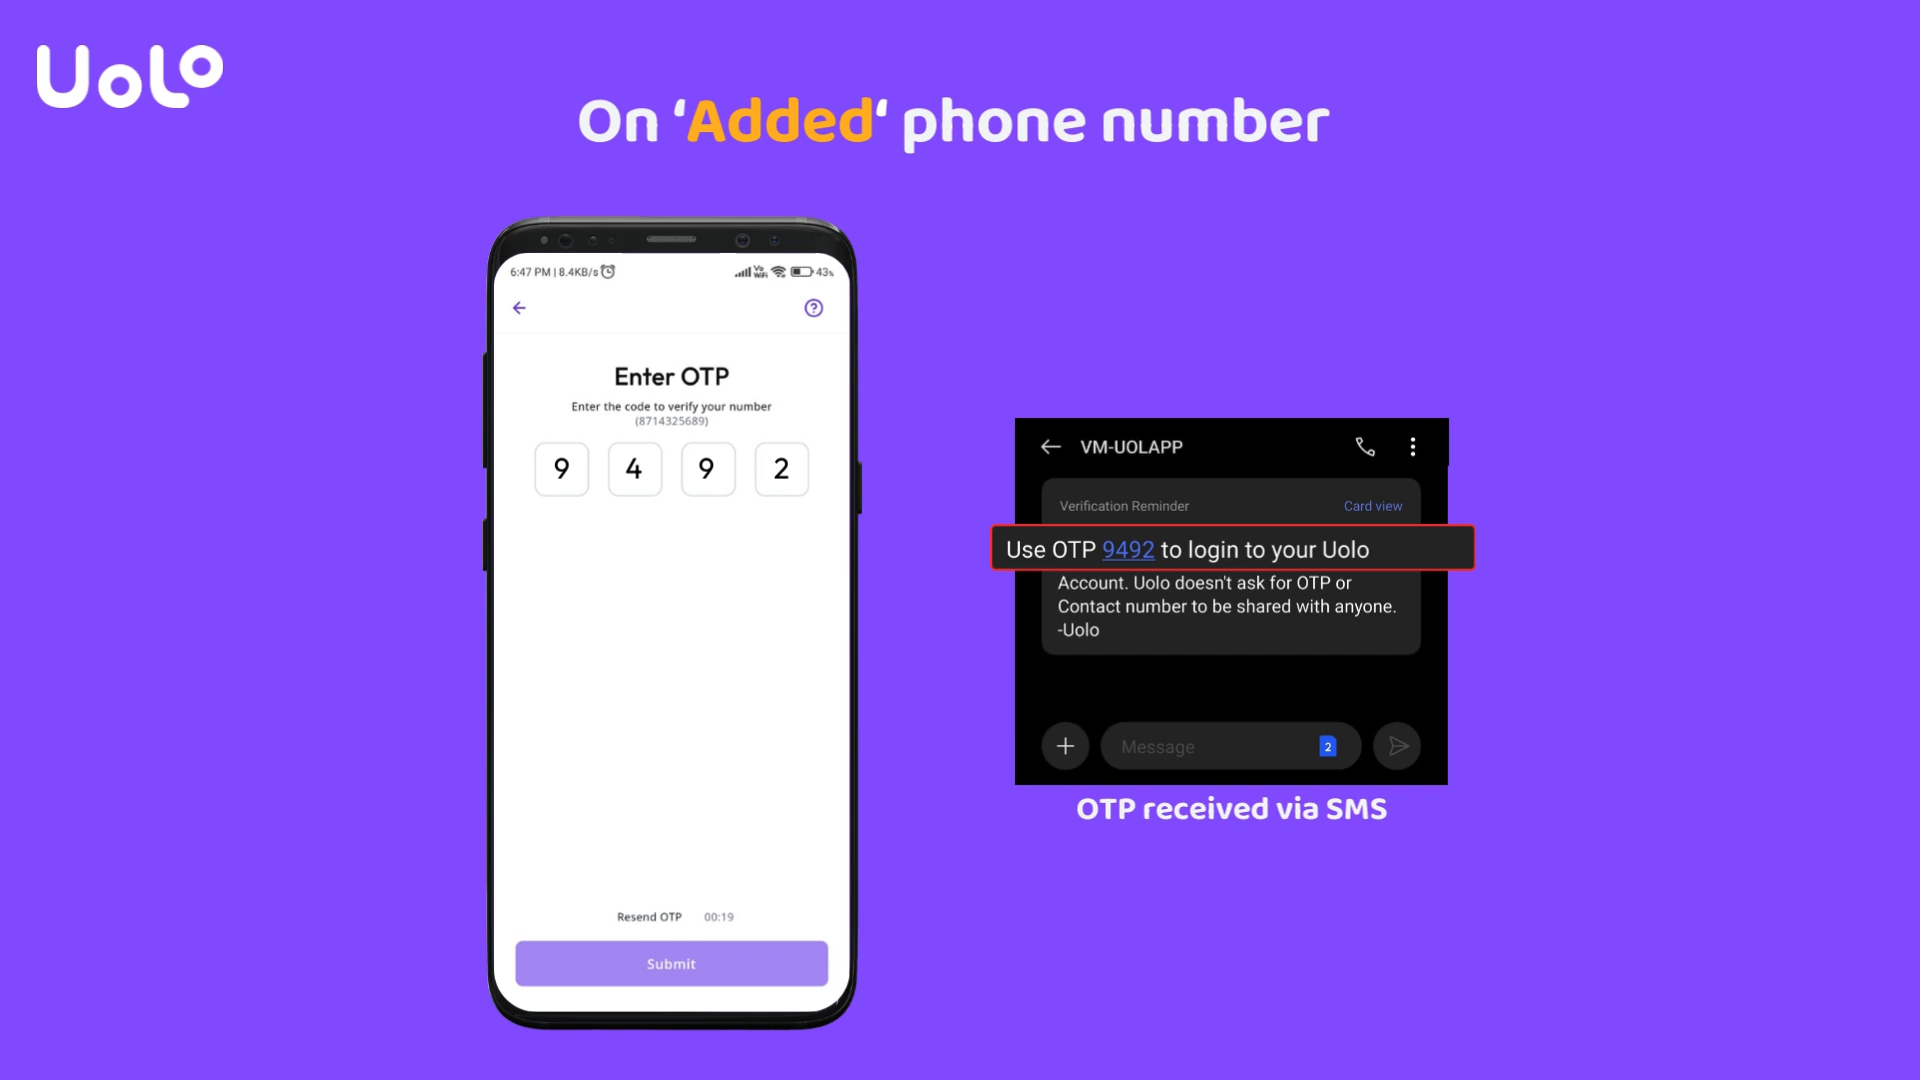 Uolo
On ‘Added‘ phone number
6:47 PM | 8.4KB/s
Vo
WiFi
43%
?
Enter OTP
Enter the code to verify your number
(8714325689)
9 4 9 2
Resend OTP 00:19
Submit
VM-UOLAPP
Verification Reminder Card view
Use OTP 9492 to login to your Uolo
Account. Uolo doesn't ask for OTP or
Contact number to be shared with anyone.
-Uolo
Message 2
OTP received via SMS